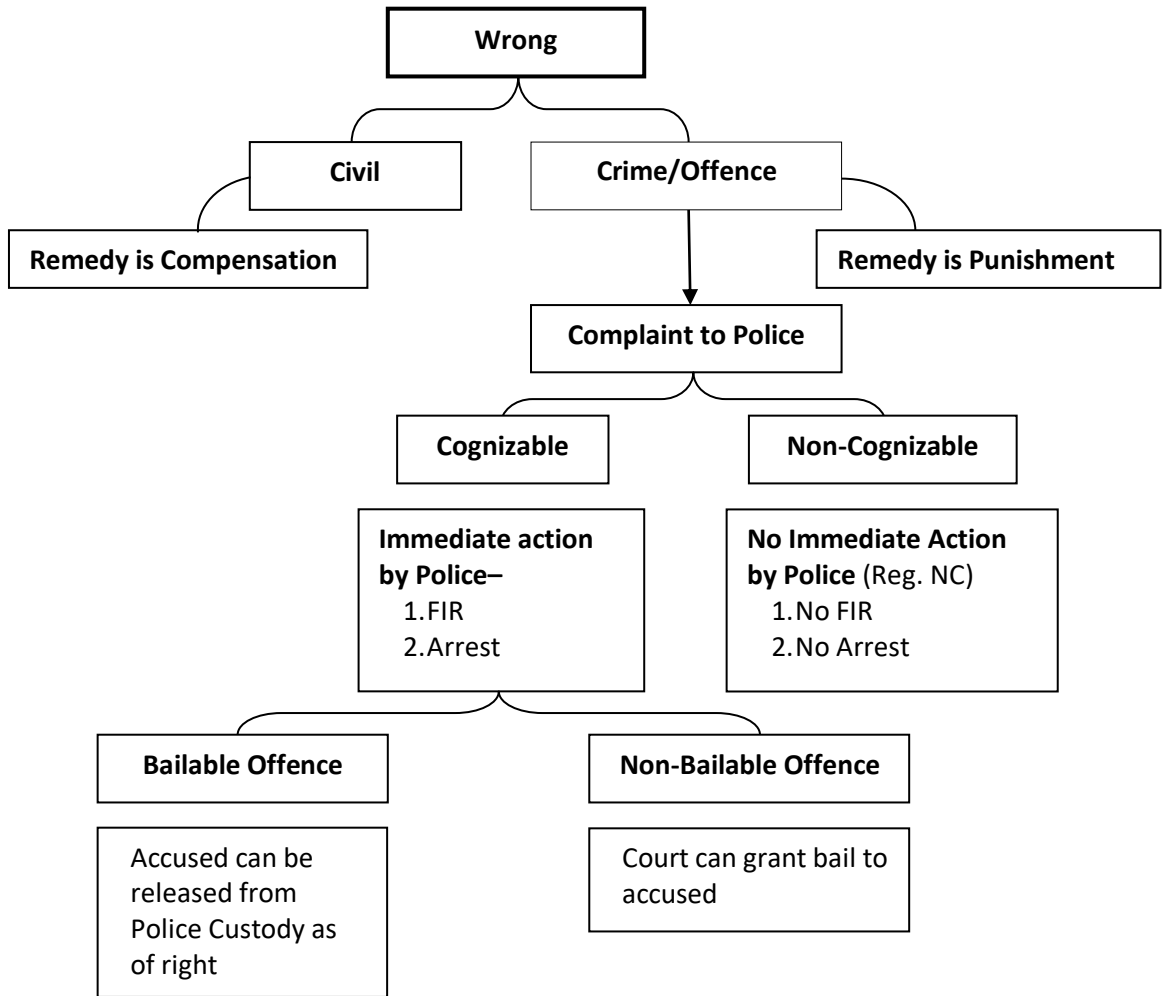 Wrong
Civil
Crime/Offence
Remedy is Compensation
Remedy is Punishment
Complaint to Police
Cognizable
Non-Cognizable
Immediate action
by Police–
1.FIR
2.Arrest
No Immediate Action
by Police (Reg. NC)
1.No FIR
2.No Arrest
Bailable Offence
Non-Bailable Offence
Accused can be
released from
Police Custody as
of right
Court can grant bail to
accused